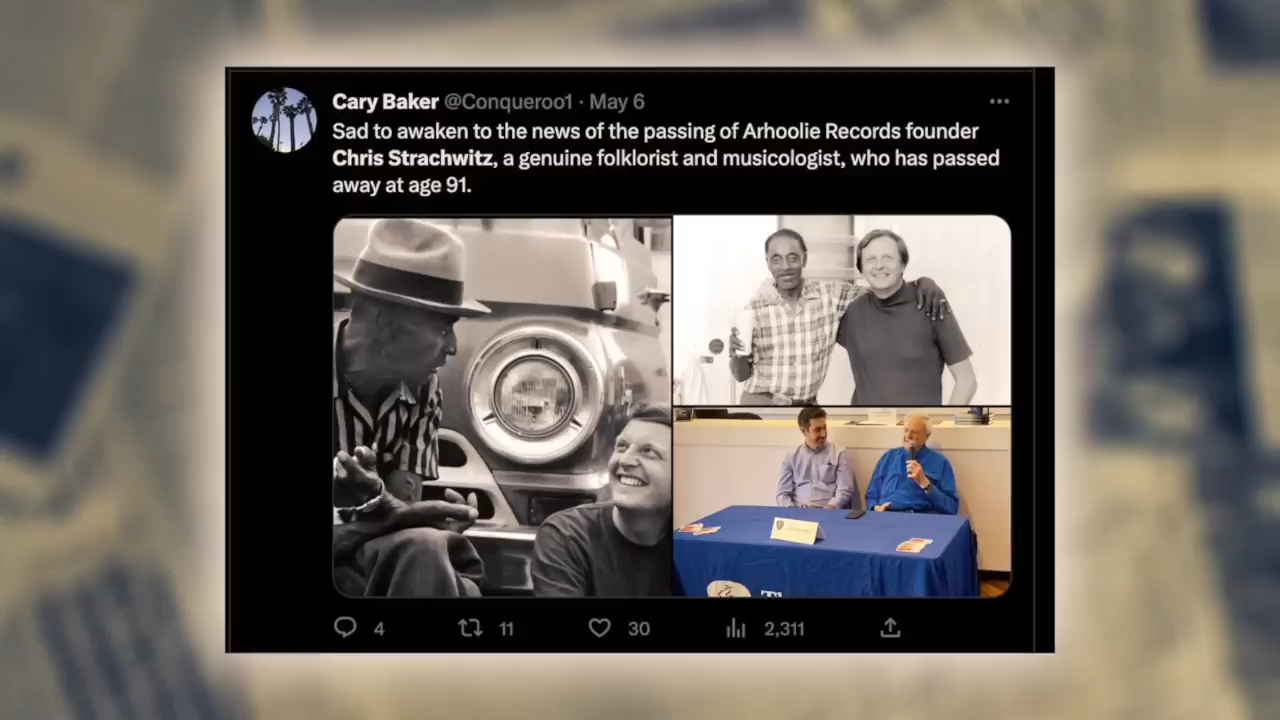 Cary Baker @Conqueroo1 · May 6
Sad to awaken to the news of the passing of Arhoolie Records founder
Chris Strachwitz, a genuine folklorist and musicologist, who has passed
away at age 91.
4 11 30 2,311